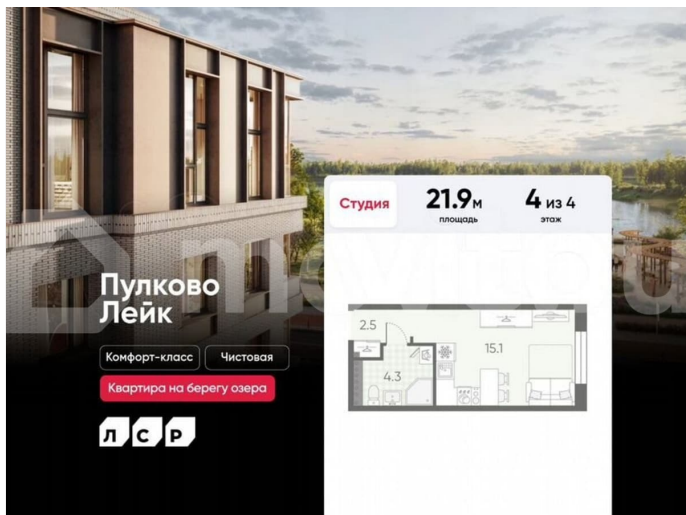 Студия
21.9 м
площадь
4 из 4
этаж
Пулково
Лейк
Комфорт-класс
Чистовая
Квартира на берегу озера
ЛСР
2.5
4.3
15.1